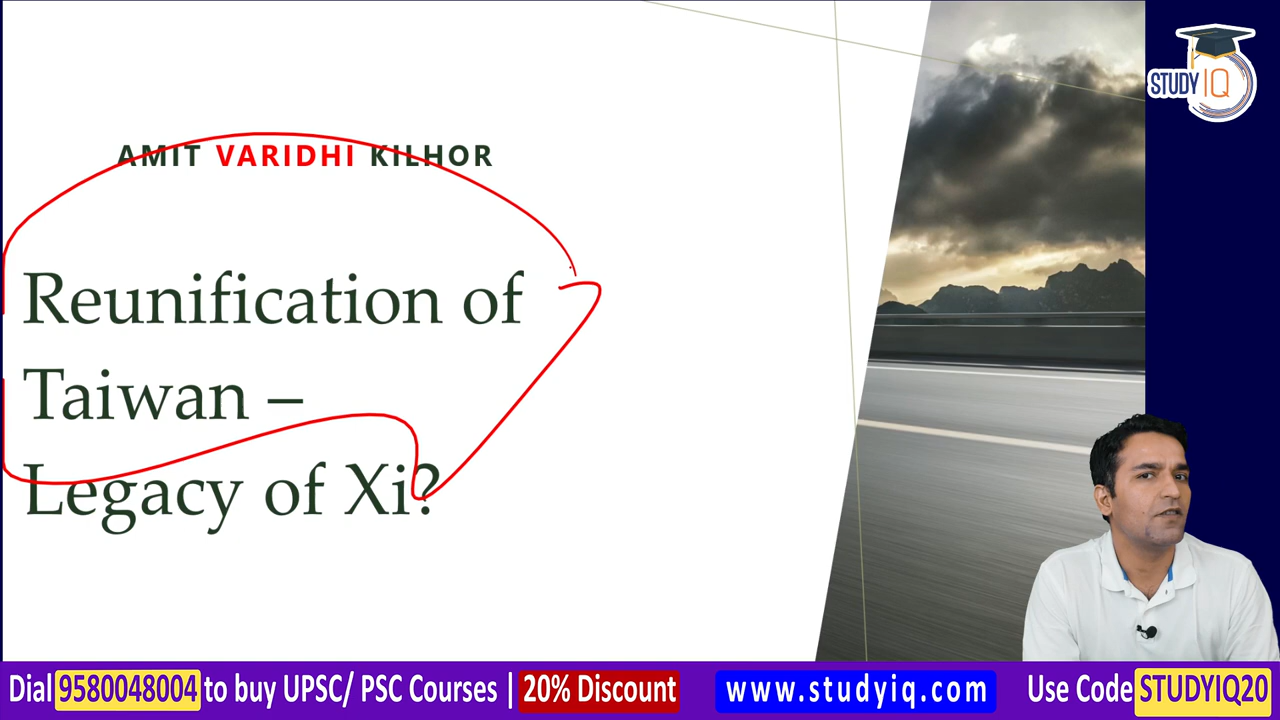 STUDY IQ
AMIT VARIDHI KILHOR
Reunification of
Taiwan –
Legacy of Xi?
Dial 9580048004 to buy UPSC/ PSC Courses | 20% Discount www.studyiq.com Use Code STUDYIQ20